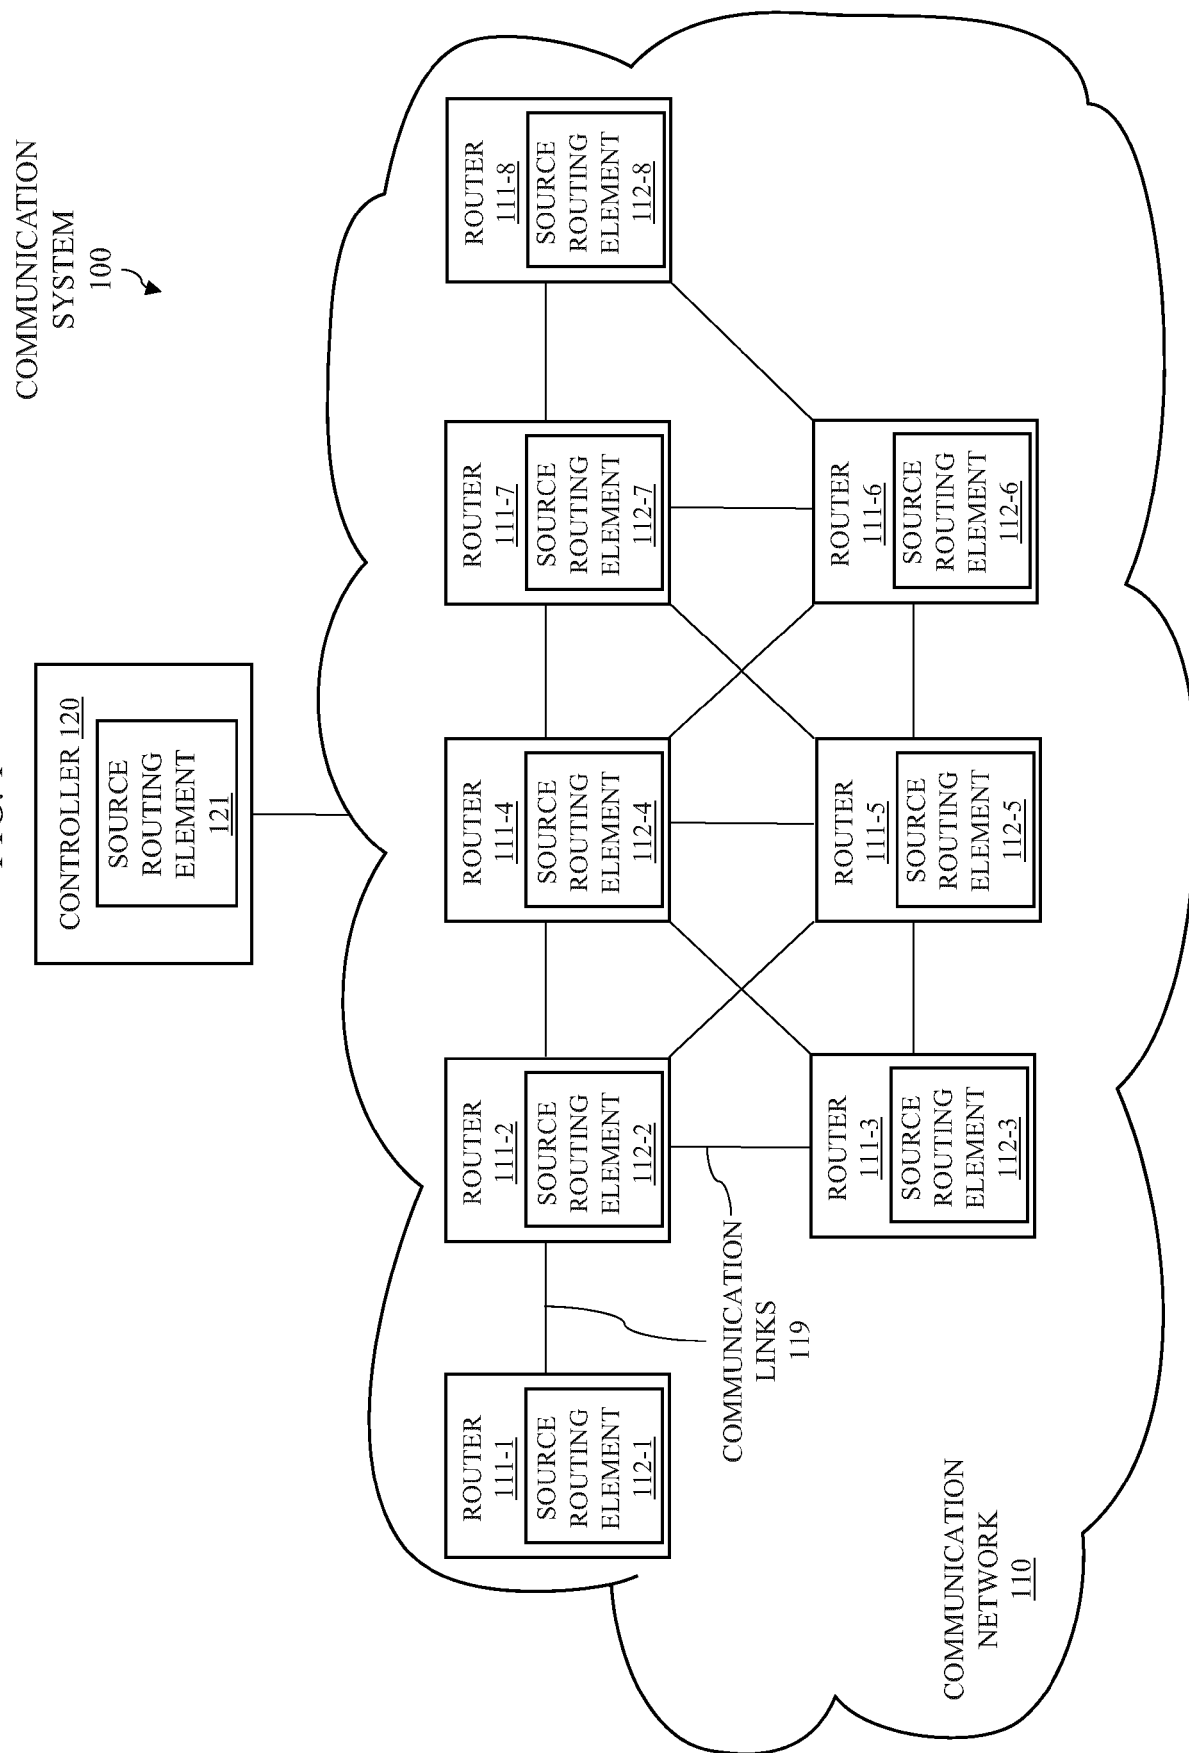 COMMUNICATION
SYSTEM
100
CONTROLLER 120
SOURCE
ROUTING
ELEMENT
121
ROUTER
111-1
SOURCE
ROUTING
ELEMENT
112-1
ROUTER
111-2
SOURCE
ROUTING
ELEMENT
112-2
ROUTER
111-4
SOURCE
ROUTING
ELEMENT
112-4
ROUTER
111-7
SOURCE
ROUTING
ELEMENT
112-7
ROUTER
111-8
SOURCE
ROUTING
ELEMENT
112-8
COMMUNICATION
LINKS
119
ROUTER
111-3
SOURCE
ROUTING
ELEMENT
112-3
ROUTER
111-5
SOURCE
ROUTING
ELEMENT
112-5
ROUTER
111-6
SOURCE
ROUTING
ELEMENT
112-6
COMMUNICATION
NETWORK
110